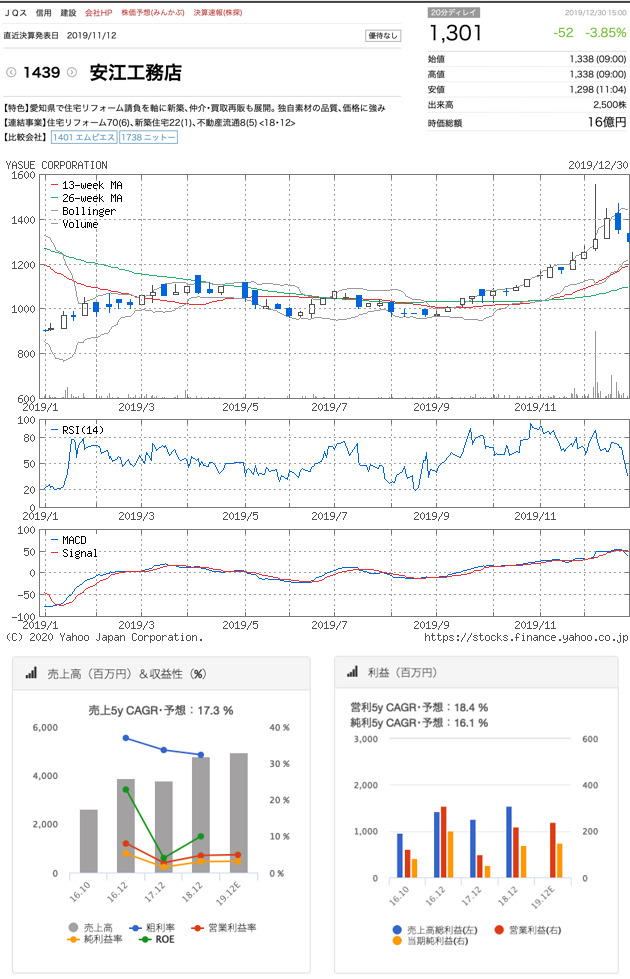 ＪＱス 信用 建設 会社HP 株価予想(みんかぶ) 決算速報(株探)
直近決算発表日 2019/11/12
優待なし
1439 安江工務店
20分ディレイ
2019/12/30 15:00
1,301
-52 -3.85%
始値 1,338 (09:00)
高値 1,338 (09:00)
安値 1,298 (11:04)
出来高 2,500株
時価総額 16億円
【特色】愛知県で住宅リフォーム請負を軸に新築、仲介・買取再販も展開。独自素材の品質、価格に強み
【連結事業】住宅リフォーム70(6)、新築住宅22(1)、不動産流通8(5) <18・12>
【比較会社】 1401 エムビエス 1738 ニットー
YASUE CORPORATION
2019/12/30
13-week MA
26-week MA
Bollinger
Volume
1600
1400
1200
1000
800
600
2019/1 2019/3 2019/5 2019/7 2019/9 2019/11
RSI(14)
100
80
50
20
0
2019/1 2019/3 2019/5 2019/7 2019/9 2019/11
MACD
Signal
100
50
0
-50
-100
2019/1 2019/3 2019/5 2019/7 2019/9 2019/11
(C) 2020 Yahoo Japan Corporation.
https://stocks.finance.yahoo.co.jp
売上高（百万円）＆収益性（%）
売上5y CAGR・予想：17.3 %
6,000
4,000
2,000
0
40 %
30 %
20 %
10 %
0 %
16.10 16.12 17.12 18.12 19.12E
売上高 粗利率 営業利益率
純利益率 ROE
利益（百万円）
営利5y CAGR・予想：18.4 %
純利5y CAGR・予想：16.1 %
3,000
2,000
1,000
0
600
400
200
0
16.10 16.12 17.12 18.12 19.12E
売上高総利益(左) 営業利益(右)
当期純利益(右)